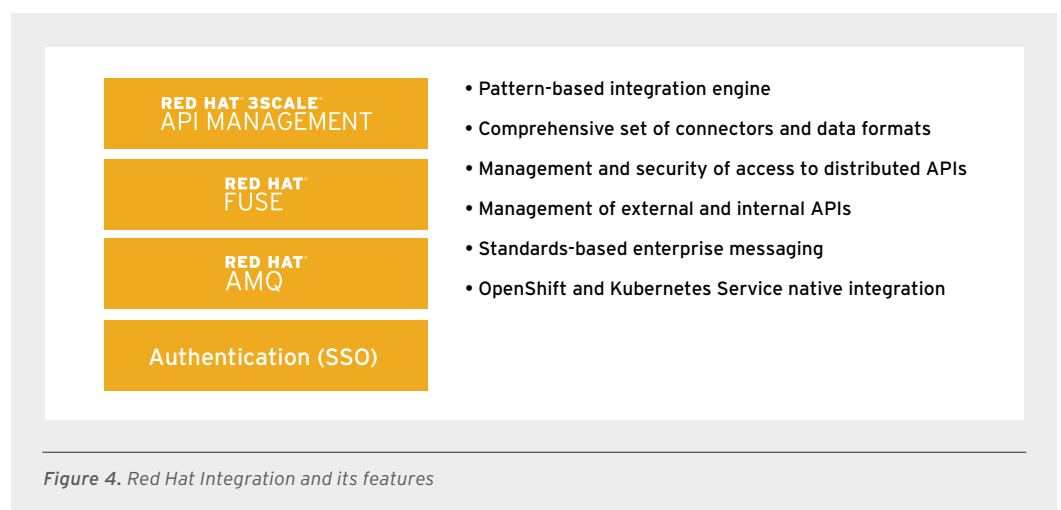 RED HAT® 3SCALE®
API MANAGEMENT
RED HAT®
FUSE
RED HAT®
AMQ
Authentication (SSO)
• Pattern-based integration engine
• Comprehensive set of connectors and data formats
• Management and security of access to distributed APIs
• Management of external and internal APIs
• Standards-based enterprise messaging
• OpenShift and Kubernetes Service native integration
Figure 4. Red Hat Integration and its features